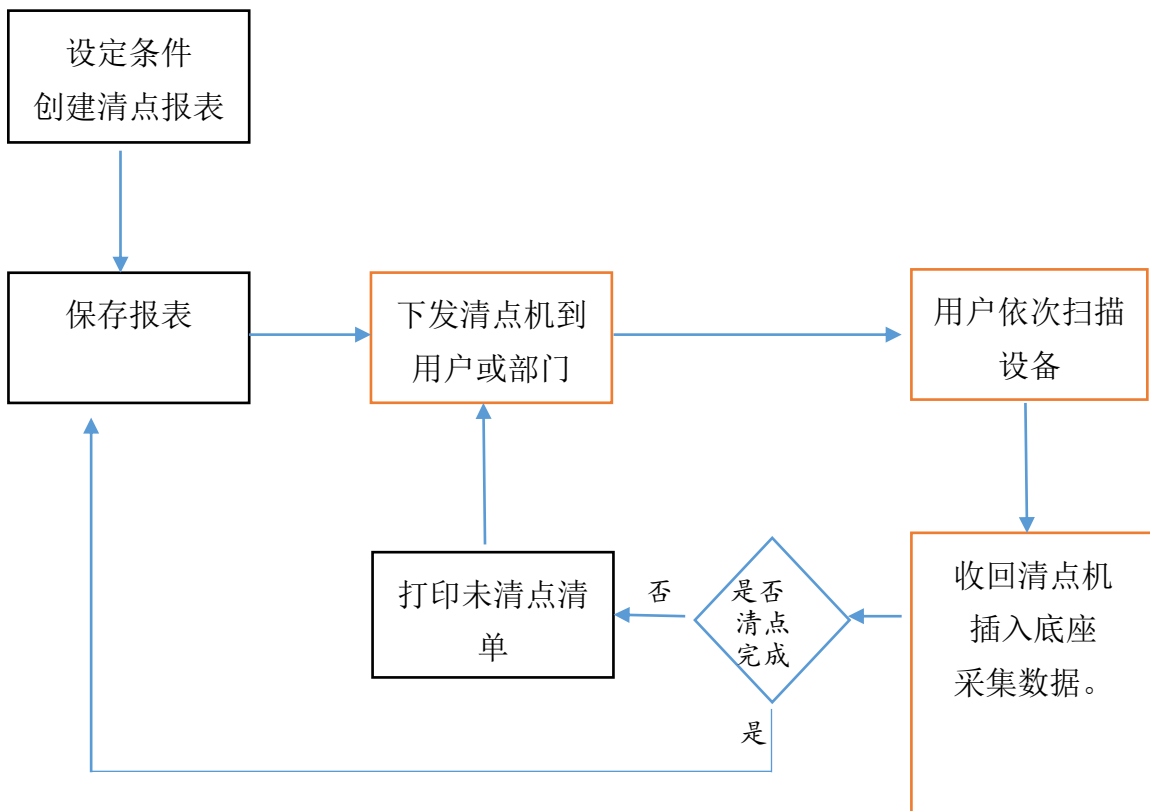 设定条件
创建清点报表
保存报表
下发清点机到
用户或部门
用户依次扫描
设备
打印未清点清
单
否
是否
清点
完成
收回清点机
插入底座
采集数据。
是